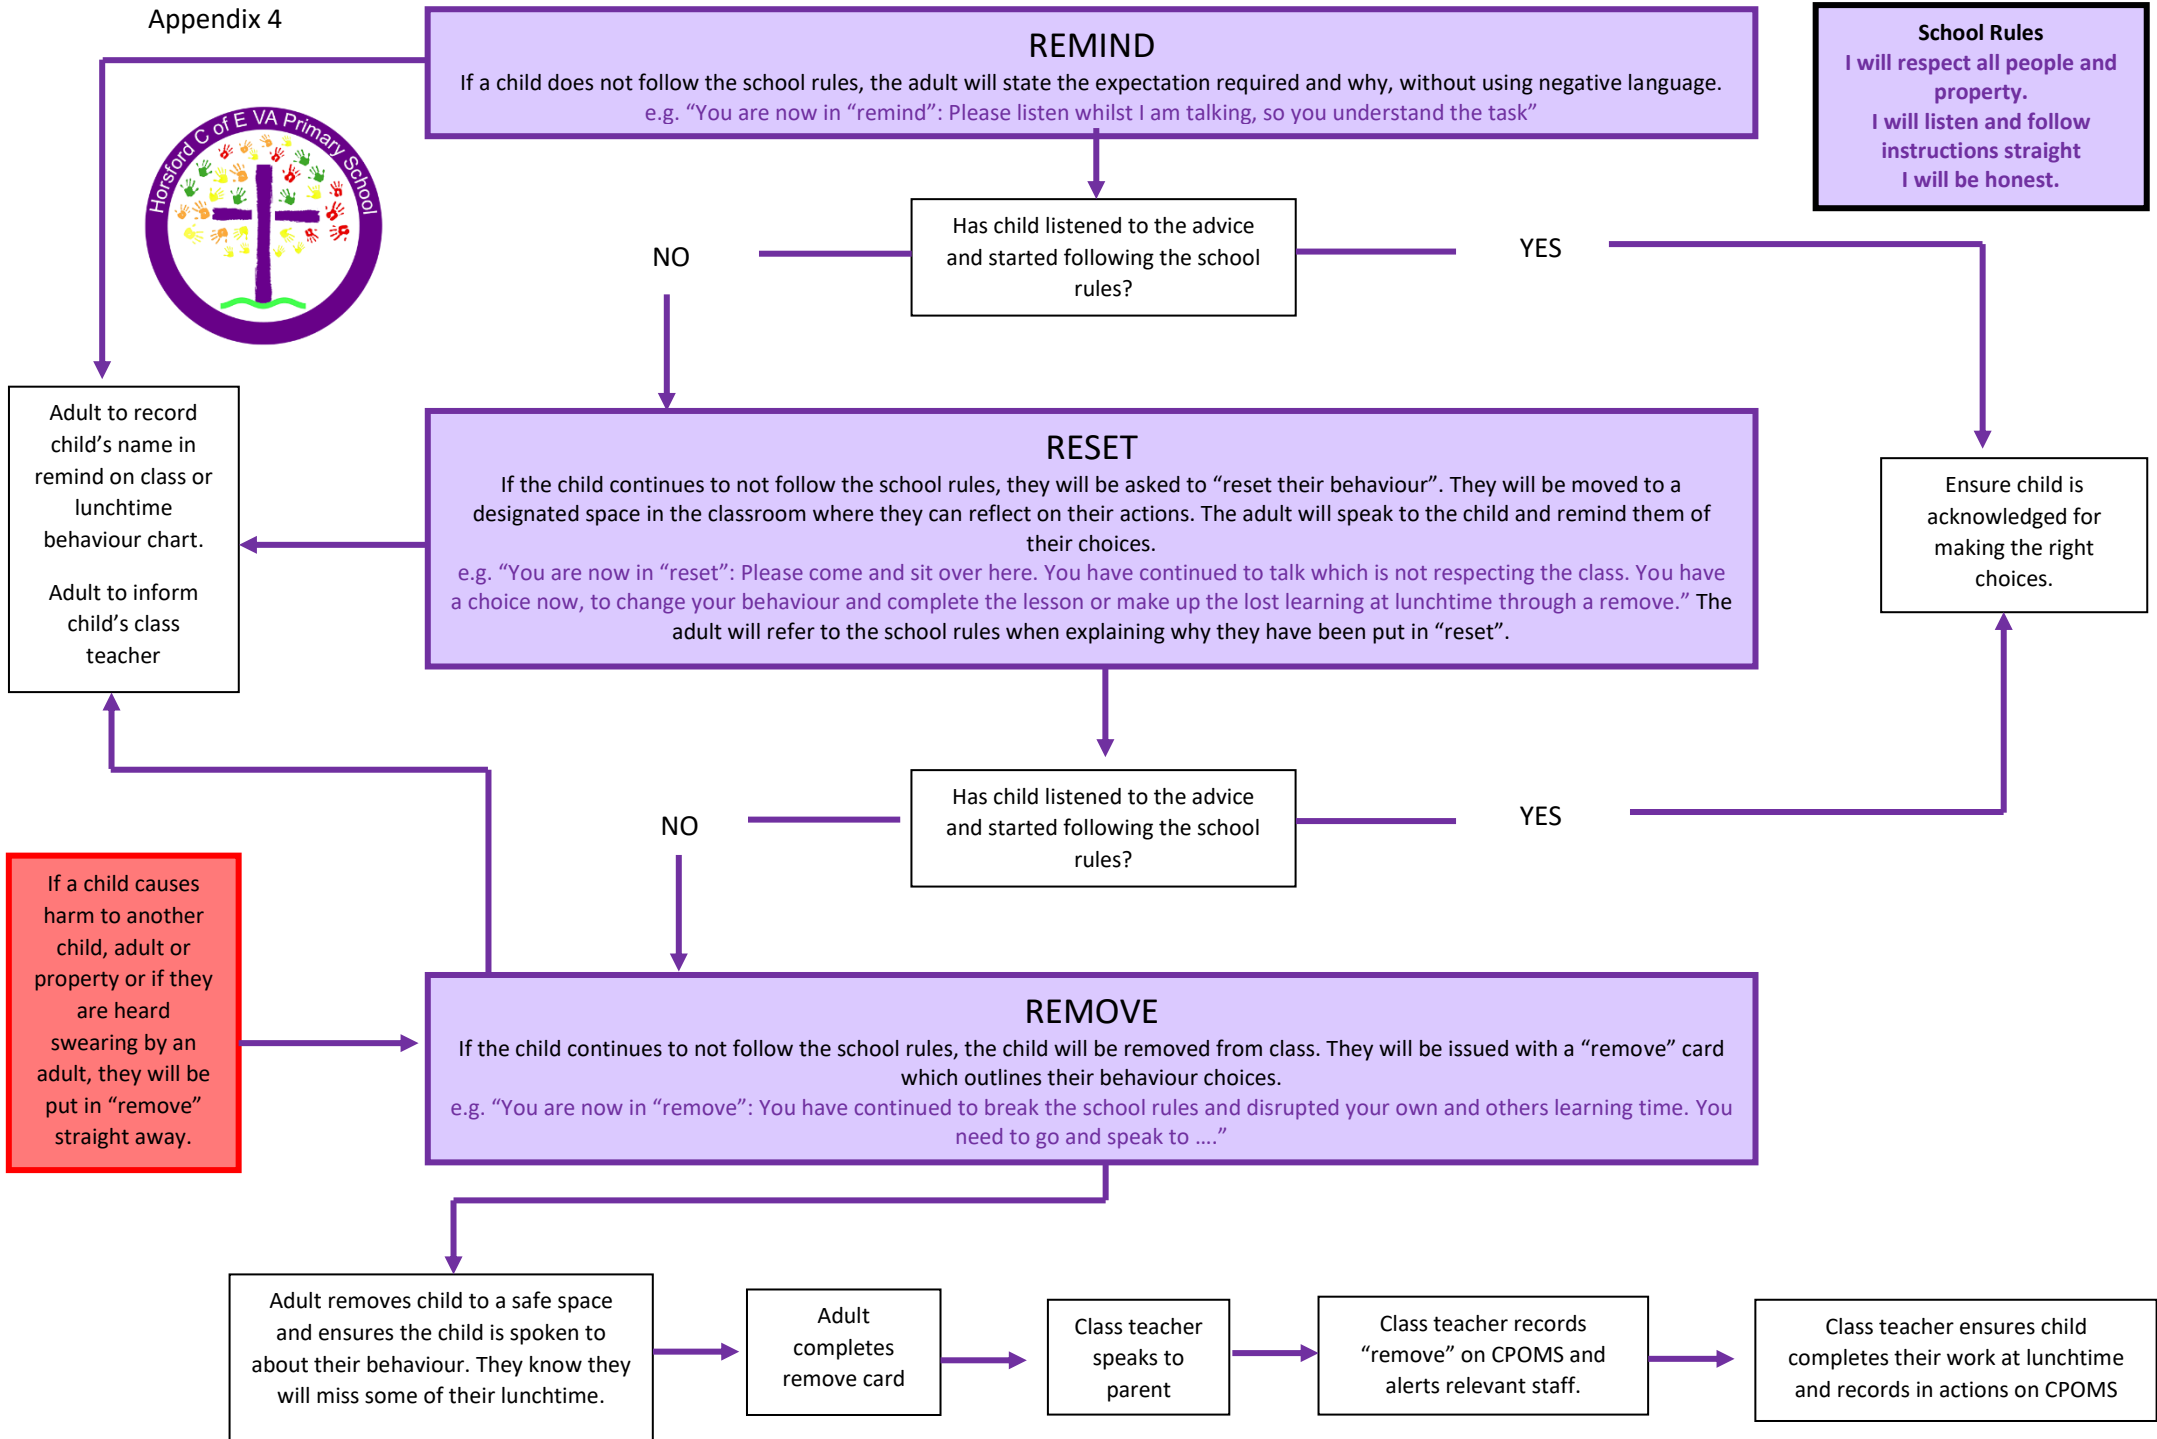 Appendix 4
REMIND
If a child does not follow the school rules, the adult will state the expectation required and why, without using negative language.
e.g. “You are now in “remind”: Please listen whilst I am talking, so you understand the task”
School Rules
I will respect all people and
property.
I will listen and follow
instructions straight
I will be honest.
Horsford C of E VA Primary School
Has child listened to the advice
and started following the school
rules?
NO
YES
Adult to record
child’s name in
remind on class or
lunchtime
behaviour chart.
Adult to inform
child’s class
teacher
RESET
If the child continues to not follow the school rules, they will be asked to “reset their behaviour”. They will be moved to a
designated space in the classroom where they can reflect on their actions. The adult will speak to the child and remind them of
their choices.
e.g. “You are now in “reset”: Please come and sit over here. You have continued to talk which is not respecting the class. You have
a choice now, to change your behaviour and complete the lesson or make up the lost learning at lunchtime through a remove.” The
adult will refer to the school rules when explaining why they have been put in “reset”.
Ensure child is
acknowledged for
making the right
choices.
Has child listened to the advice
and started following the school
rules?
NO
YES
If a child causes
harm to another
child, adult or
property or if they
are heard
swearing by an
adult, they will be
put in “remove”
straight away.
REMOVE
If the child continues to not follow the school rules, the child will be removed from class. They will be issued with a “remove” card
which outlines their behaviour choices.
e.g. “You are now in “remove”: You have continued to break the school rules and disrupted your own and others learning time. You
need to go and speak to ….”
Adult removes child to a safe space
and ensures the child is spoken to
about their behaviour. They know they
will miss some of their lunchtime.
Adult
completes
remove card
Class teacher
speaks to
parent
Class teacher records
“remove” on CPOMS and
alerts relevant staff.
Class teacher ensures child
completes their work at lunchtime
and records in actions on CPOMS